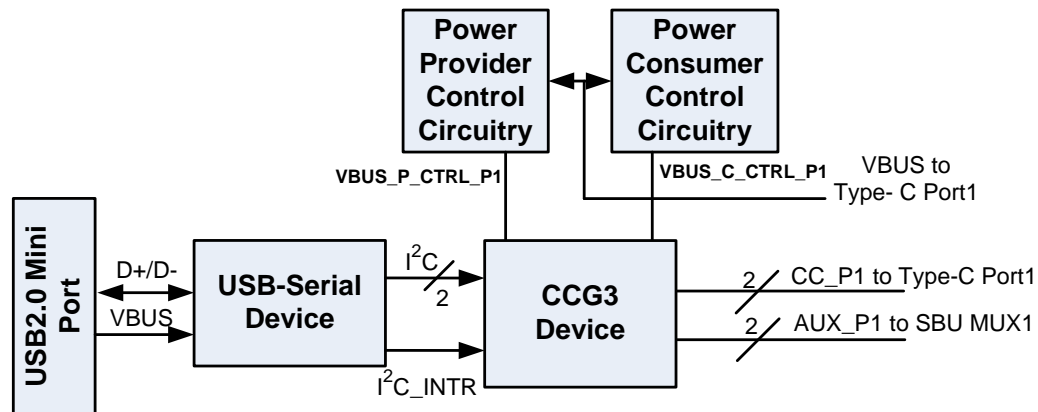 Power
Provider
Control
Circuitry
Power
Consumer
Control
Circuitry
VBUS_P_CTRL_P1
VBUS_C_CTRL_P1
VBUS to
Type- C Port1
USB2.0 Mini
Port
D+/D-
VBUS
USB-Serial
Device
I²C
2
I²C_INTR
CCG3
Device
2
CC_P1 to Type-C Port1
2
AUX_P1 to SBU MUX1